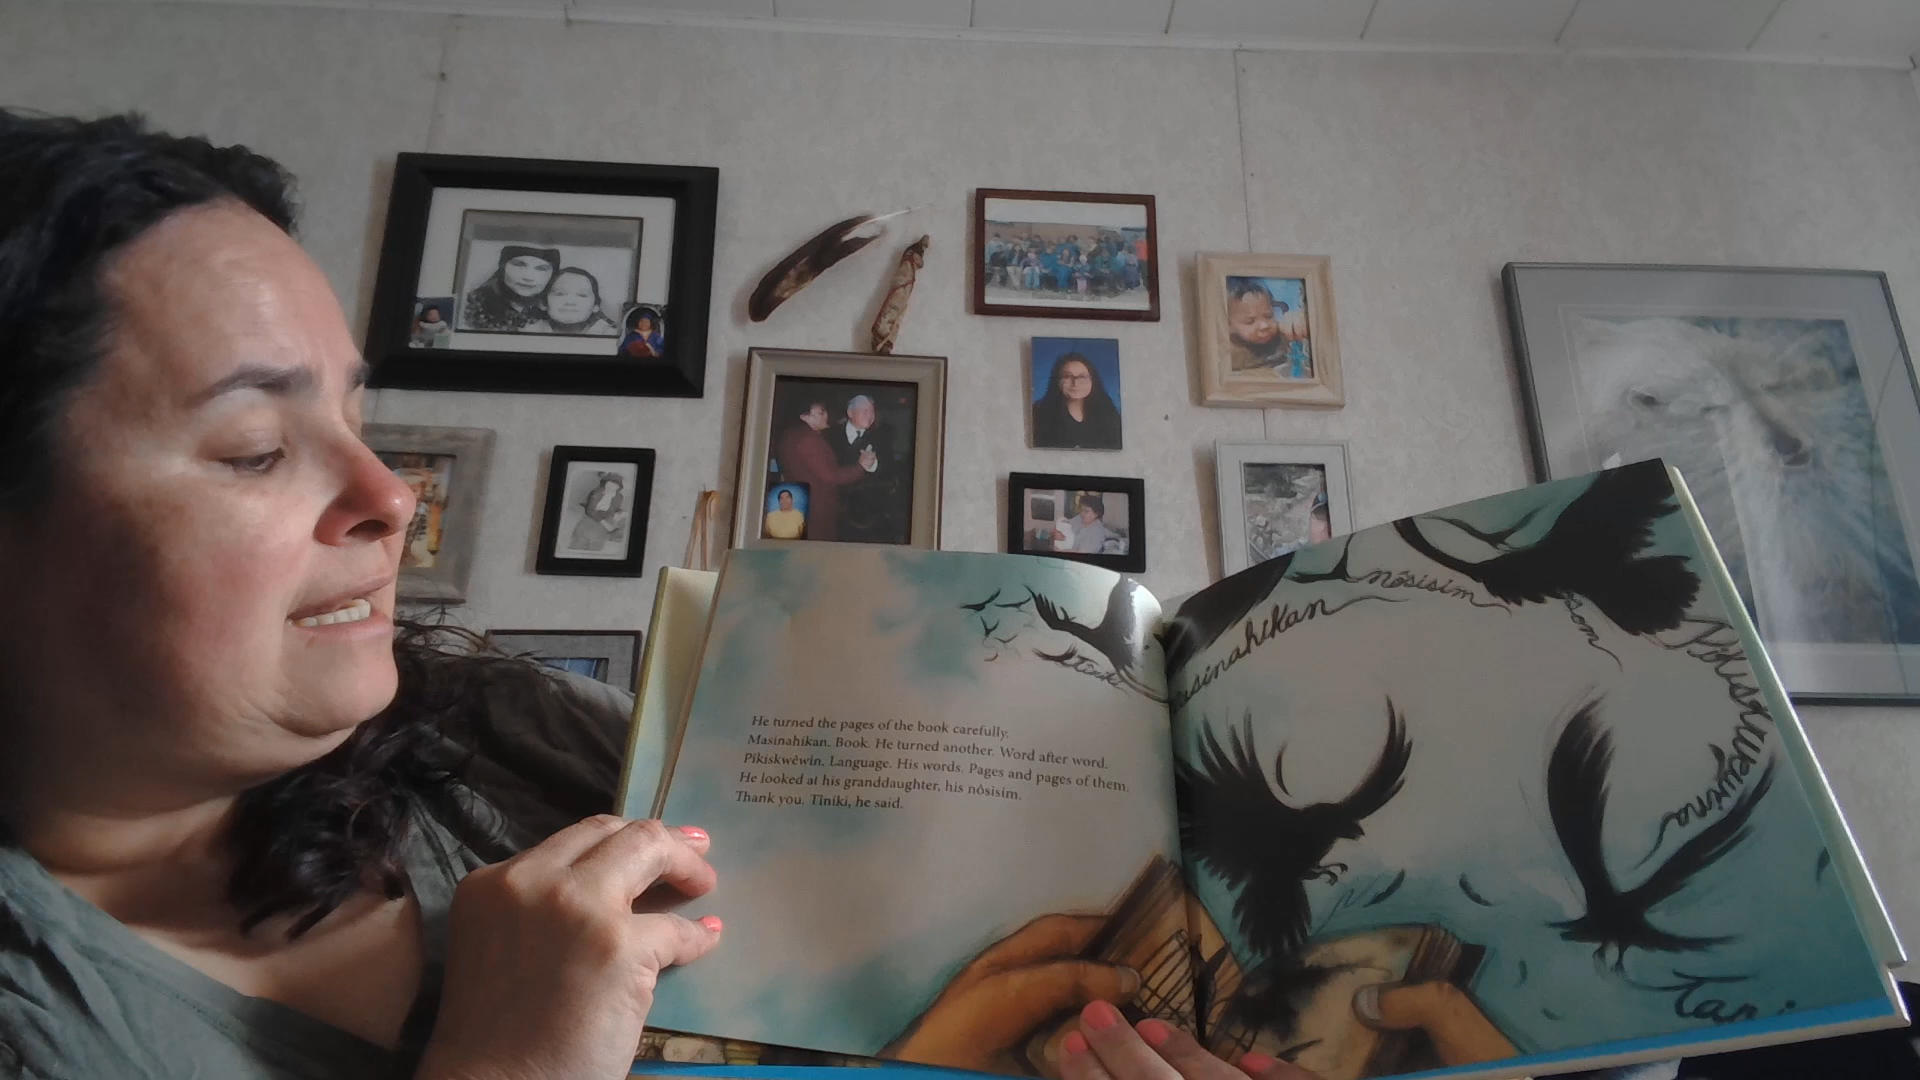 He turned the pages of the book carefully.
Masinahikan. Book. He turned another. Word after word.
Pîkiskwêwin. Language. His words. Pages and pages of them.
He looked at his granddaughter, his nôsisim.
Thank you. Tiniki, he said.
Tiniki
nôsisim